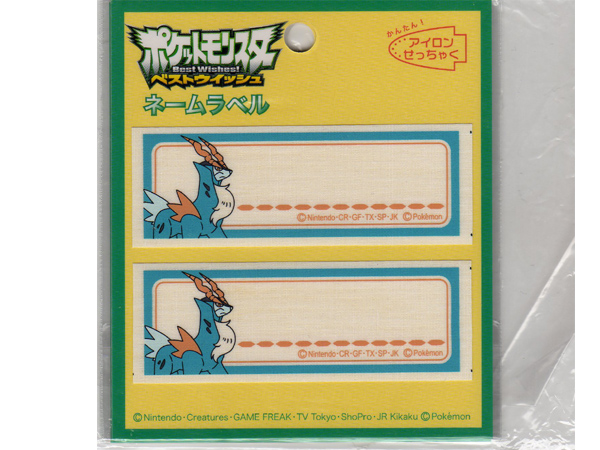 ポケットモンスター
Best Wishes!
ベストウイッシュ
ネームラベル
かんたん!
アイロン
せっちゃく
©Nintendo・CR・GF・TX・SP・JK ©Pokémon
©Nintendo・CR・GF・TX・SP・JK ©Pokémon
©Nintendo・Creatures・GAME FREAK・TV Tokyo・ShoPro・JR Kikaku ©Pokémon